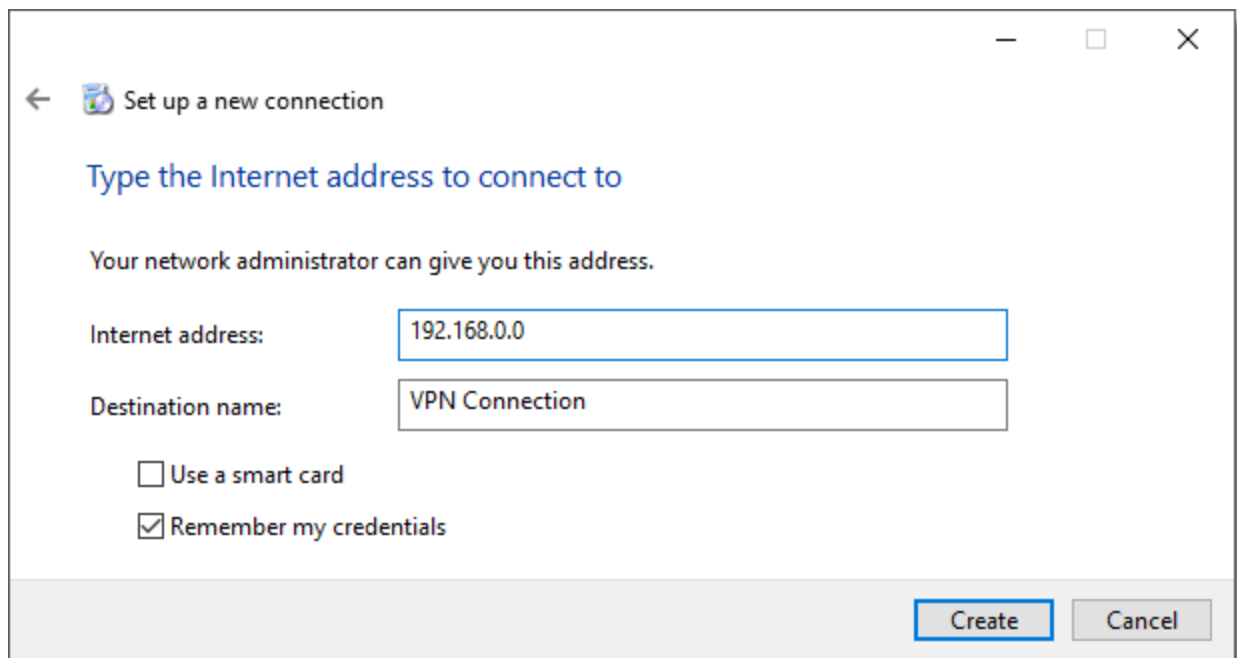 Set up a new connection
Type the Internet address to connect to
Your network administrator can give you this address.
Internet address: 192.168.0.0
Destination name: VPN Connection
Use a smart card
Remember my credentials
Create Cancel